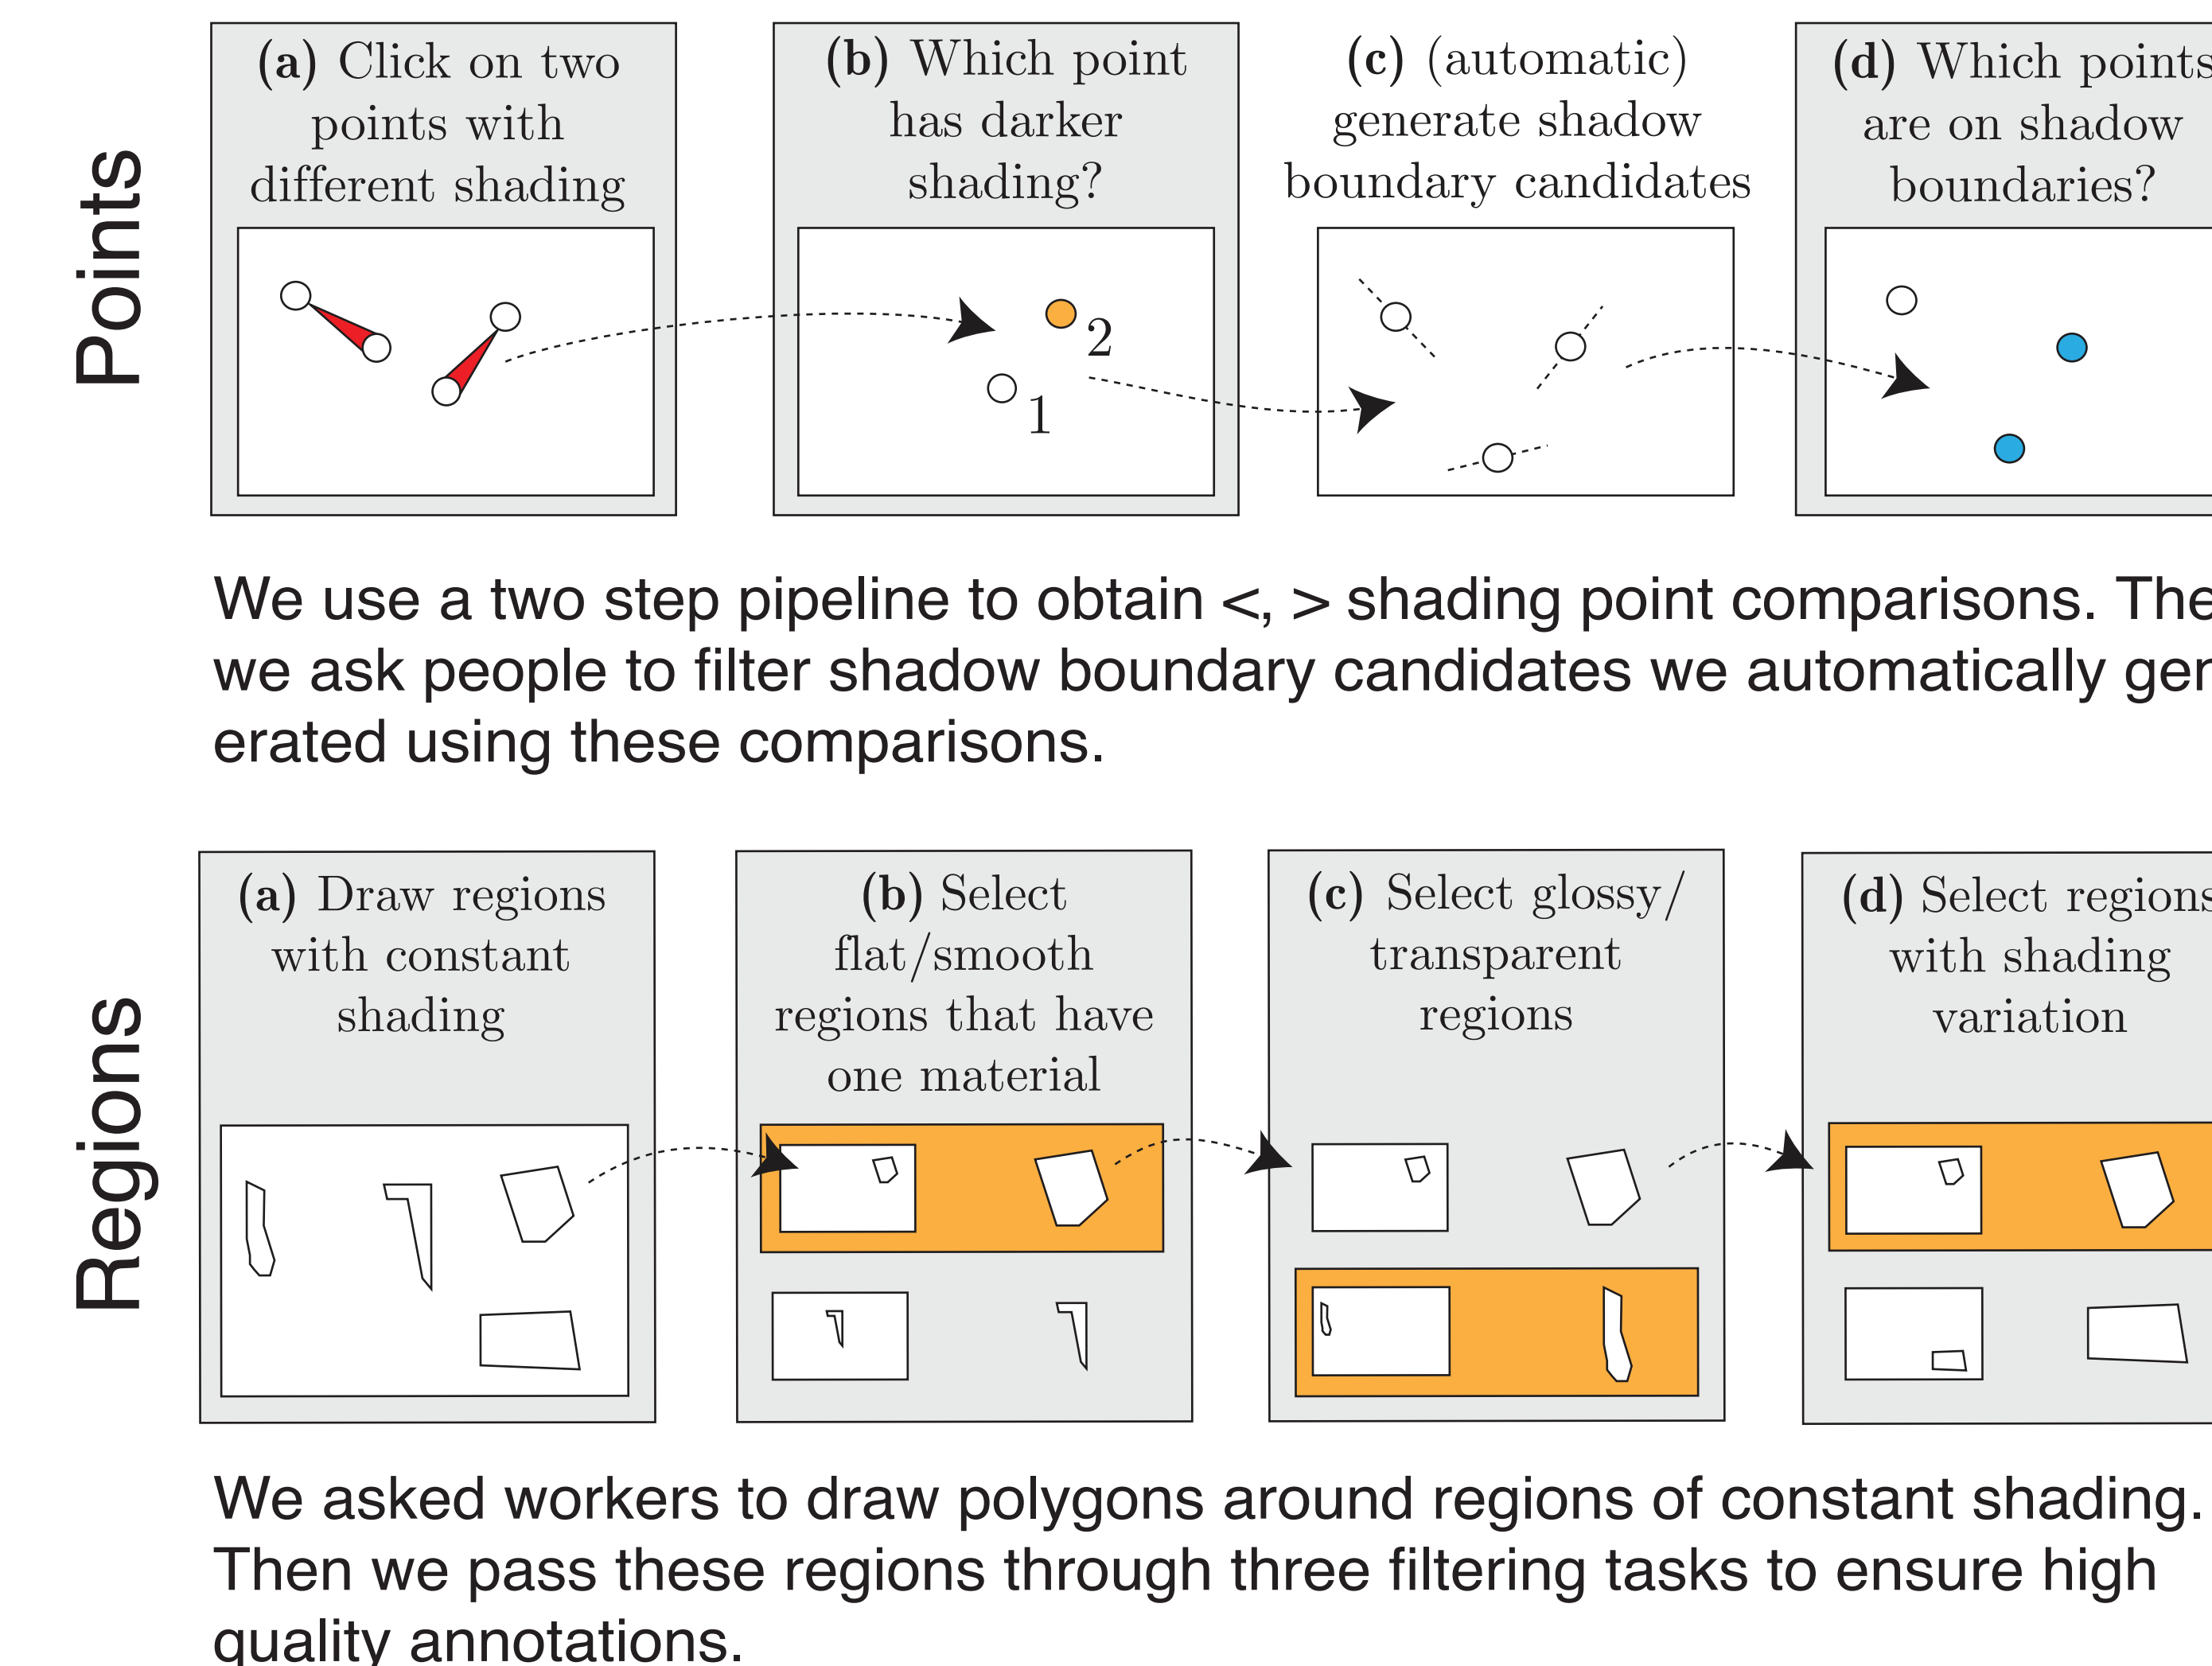 Points
(a) Click on two
points with
different shading
(b) Which point
has darker
shading?
2
1
(c) (automatic)
generate shadow
boundary candidates
(d) Which points
are on shadow
boundaries?
We use a two step pipeline to obtain <, > shading point comparisons. The
we ask people to filter shadow boundary candidates we automatically gen
erated using these comparisons.
Regions
(a) Draw regions
with constant
shading
(b) Select
flat/smooth
regions that have
one material
(c) Select glossy/
transparent
regions
(d) Select regions
with shading
variation
We asked workers to draw polygons around regions of constant shading.
Then we pass these regions through three filtering tasks to ensure high
quality annotations.